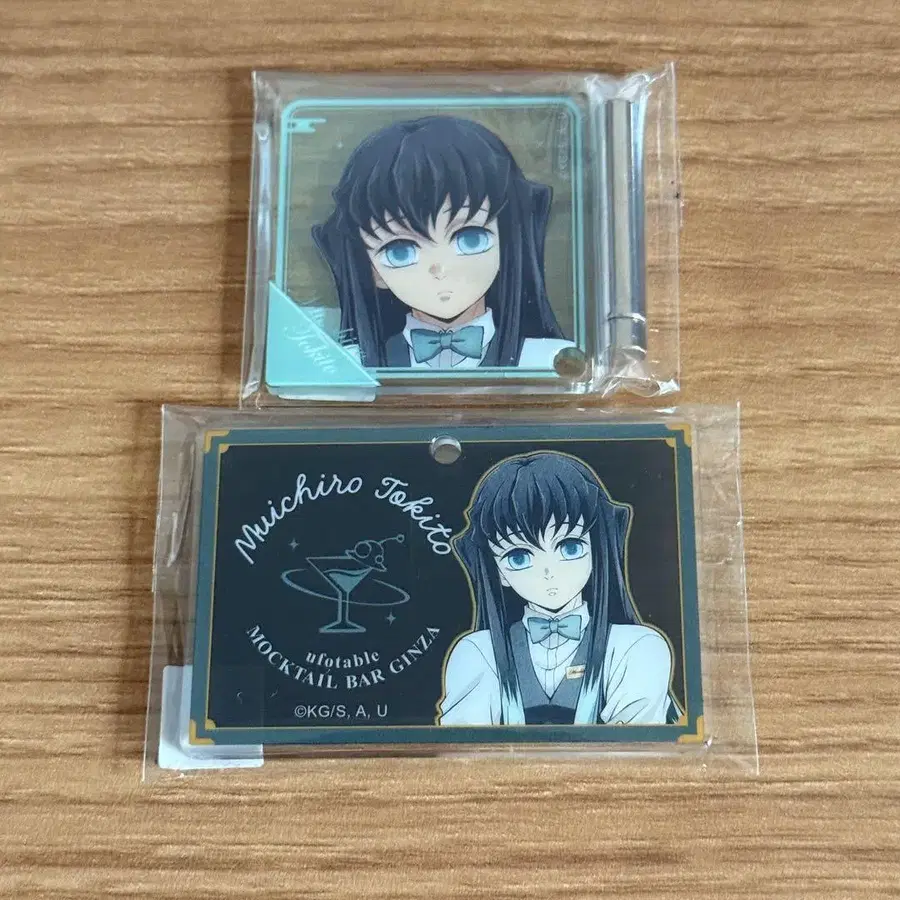 Tokito
Muichiro Tokito
ufotable
MOCKTAIL BAR GINZA
©KG/S, A, U